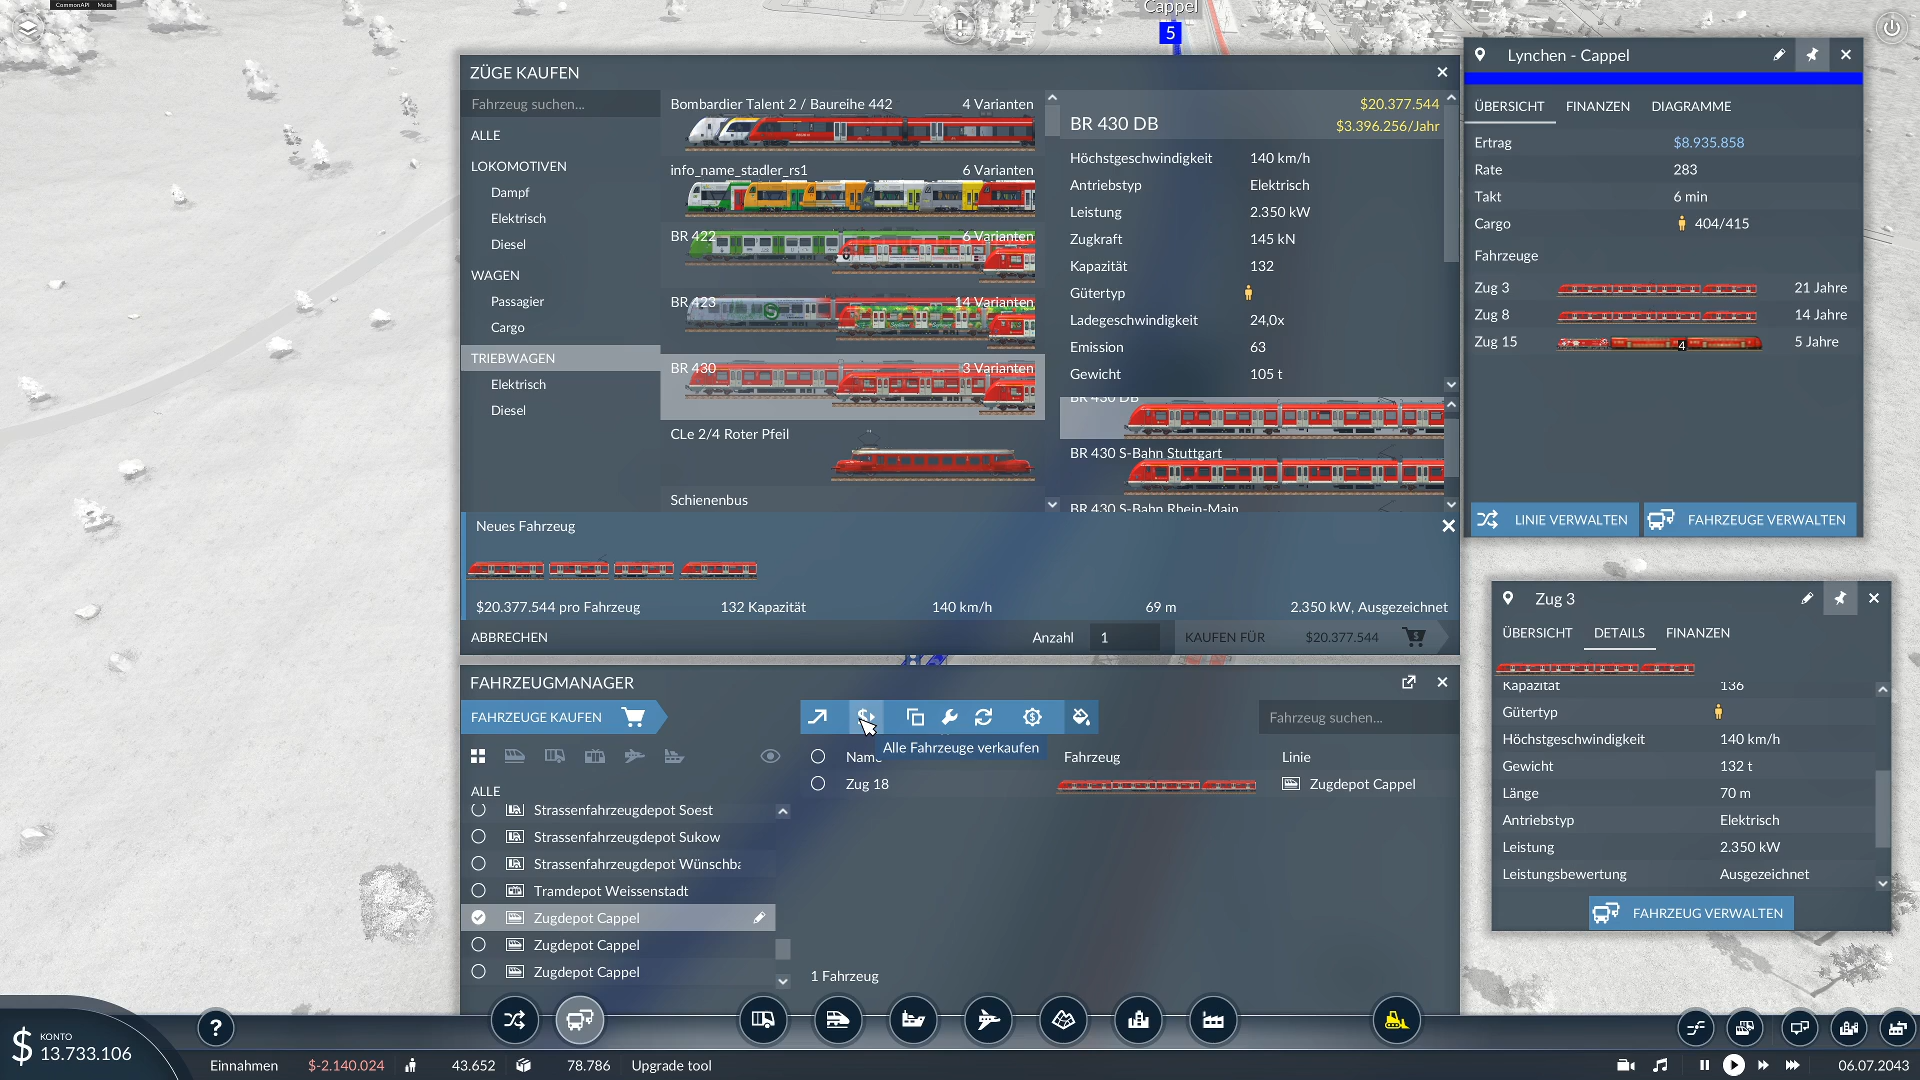 CommonAPI Mods
Cappel
5
ZÜGE KAUFEN
Fahrzeug suchen...
ALLE
LOKOMOTIVEN
Dampf
Elektrisch
Diesel
WAGEN
Passagier
Cargo
TRIEBWAGEN
Elektrisch
Diesel
Bombardier Talent 2 / Baureihe 442 4 Varianten
info_name_stadler_rs1 6 Varianten
BR 422 6 Varianten
BR 423 14 Varianten
BR 430 3 Varianten
CLe 2/4 Roter Pfeil
Schienenbus
$20.377.544
BR 430 DB
$3.396.256/Jahr
Höchstgeschwindigkeit 140 km/h
Antriebstyp Elektrisch
Leistung 2.350 kW
Zugkraft 145 kN
Kapazität 132
Gütertyp
Ladegeschwindigkeit 24,0x
Emission 63
Gewicht 105 t
BR 430 DB
BR 430 S-Bahn Stuttgart
BR 430 S-Bahn Rhein-Main
Neues Fahrzeug
$20.377.544 pro Fahrzeug 132 Kapazität 140 km/h 69 m 2.350 kW, Ausgezeichnet
ABBRECHEN Anzahl 1 KAUFEN FÜR $20.377.544
FAHRZEUGMANAGER
FAHRZEUGE KAUFEN
Fahrzeug suchen...
Alle Fahrzeuge verkaufen
Name Fahrzeug Linie
Zug 18 Zugdepot Cappel
ALLE
Strassenfahrzeugdepot Soest
Strassenfahrzeugdepot Sukow
Strassenfahrzeugdepot Wünschba
Tramdepot Weissenstadt
Zugdepot Cappel
Zugdepot Cappel
Zugdepot Cappel
1 Fahrzeug
Lynchen - Cappel
ÜBERSICHT FINANZEN DIAGRAMME
Ertrag $8.935.858
Rate 283
Takt 6 min
Cargo 404/415
Fahrzeuge
Zug 3 21 Jahre
Zug 8 14 Jahre
Zug 15 4 5 Jahre
LINIE VERWALTEN FAHRZEUGE VERWALTEN
Zug 3
ÜBERSICHT DETAILS FINANZEN
Kapazität 136
Gütertyp
Höchstgeschwindigkeit 140 km/h
Gewicht 132 t
Länge 70 m
Antriebstyp Elektrisch
Leistung 2.350 kW
Leistungsbewertung Ausgezeichnet
FAHRZEUG VERWALTEN
$ KONTO
13.733.106
?
Einnahmen $-2.140.024 43.652 78.786 Upgrade tool 06.07.2043